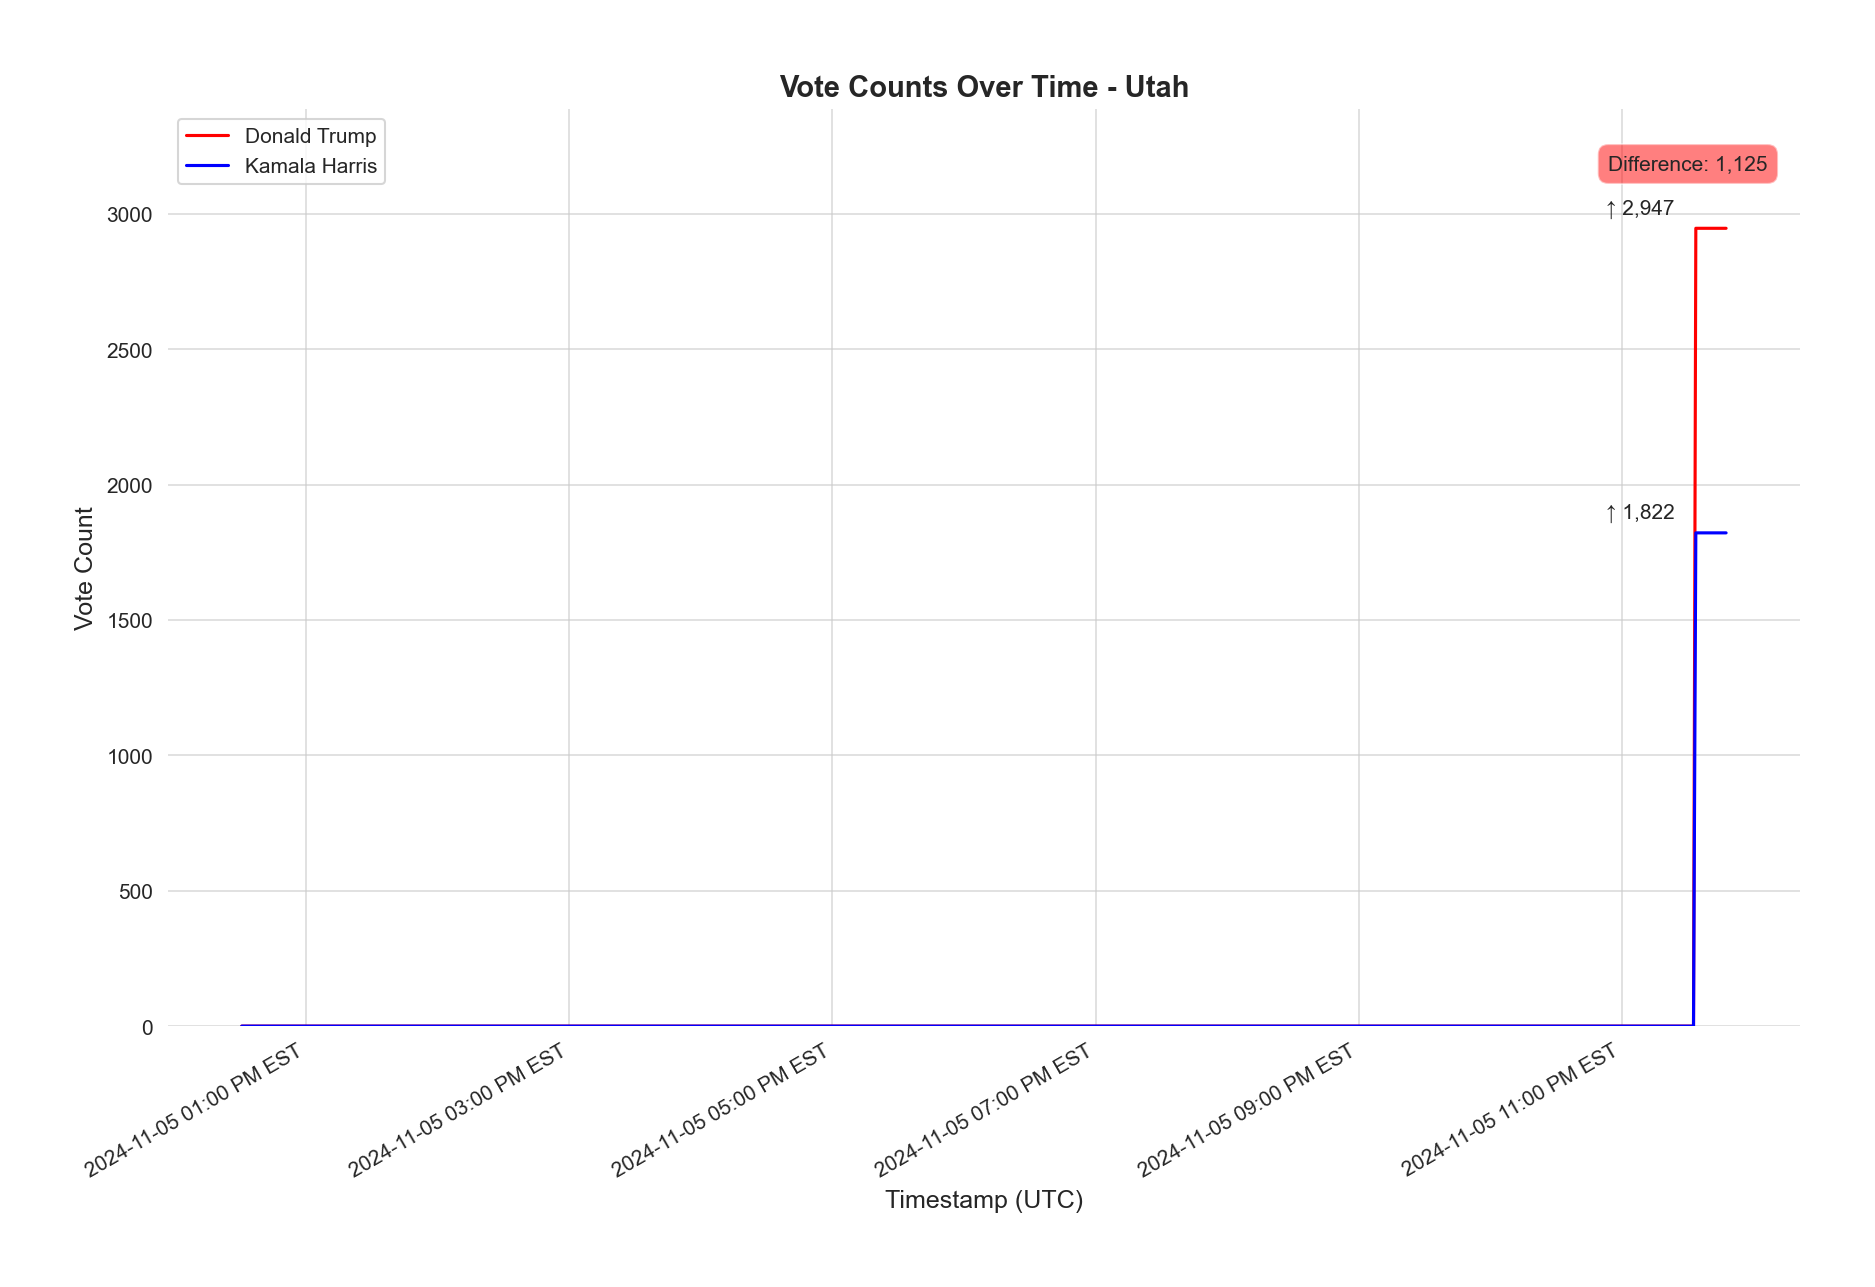 Vote Counts Over Time - Utah
Donald Trump
Kamala Harris
Difference: 1,125
↑ 2,947
↑ 1,822
Vote Count
3000
2500
2000
1500
1000
500
0
2024-11-05 01:00 PM EST
2024-11-05 03:00 PM EST
2024-11-05 05:00 PM EST
2024-11-05 07:00 PM EST
2024-11-05 09:00 PM EST
2024-11-05 11:00 PM EST
Timestamp (UTC)